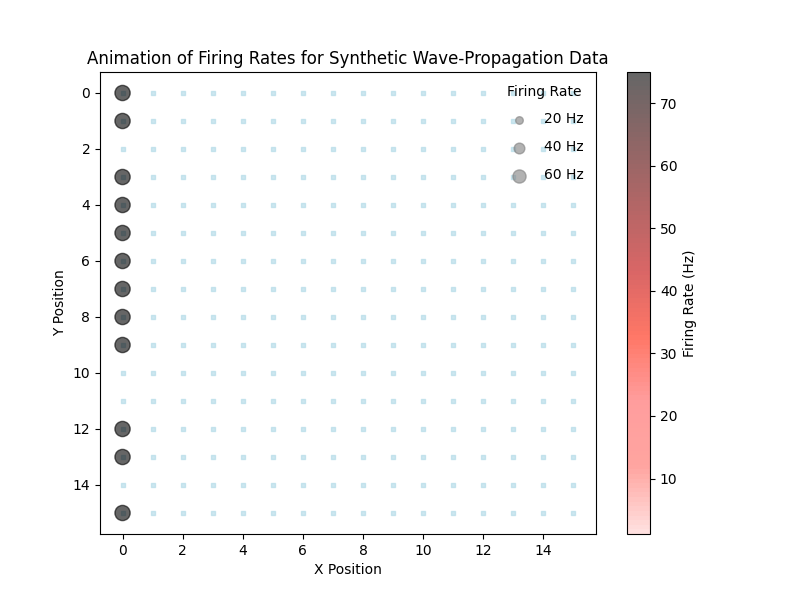 Animation of Firing Rates for Synthetic Wave-Propagation Data
Firing Rate
20 Hz
40 Hz
60 Hz
0
2
4
6
8
10
12
14
Y Position
0 2 4 6 8 10 12 14
X Position
70
60
50
40
30
20
10
Firing Rate (Hz)